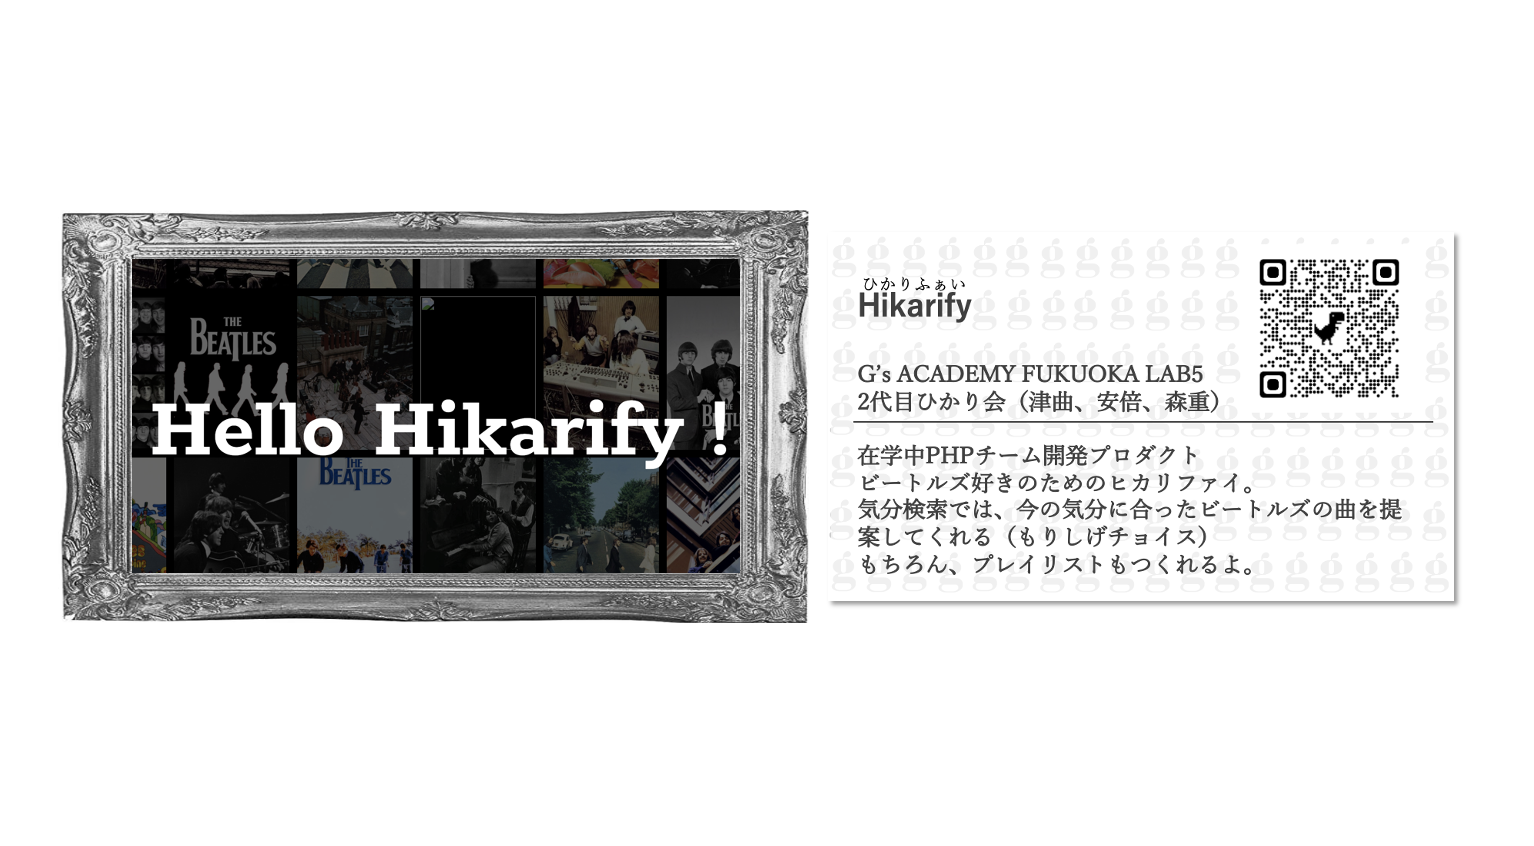 THE
BEATLES
BEATL
Hello Hikarify !
THE
BEATLES
ひかりふぁい
Hikarify
G's ACADEMY FUKUOKA LAB5
2代目ひかり会（津曲、安倍、森重）
在学中PHPチーム開発プロダクト
ビートルズ好きのためのヒカリファイ。
気分検索では、今の気分に合ったビートルズの曲を提
案してくれる（もりしげチョイス）
もちろん、プレイリストもつくれるよ。